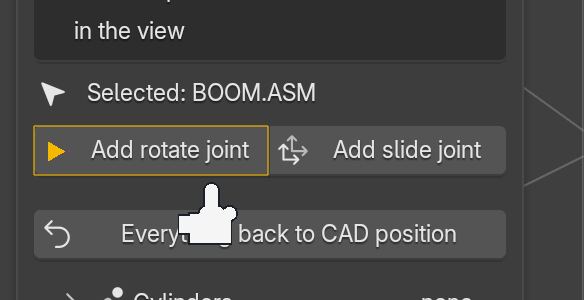 in the view
Selected: BOOM.ASM
Add rotate joint
Add slide joint
back to CAD position